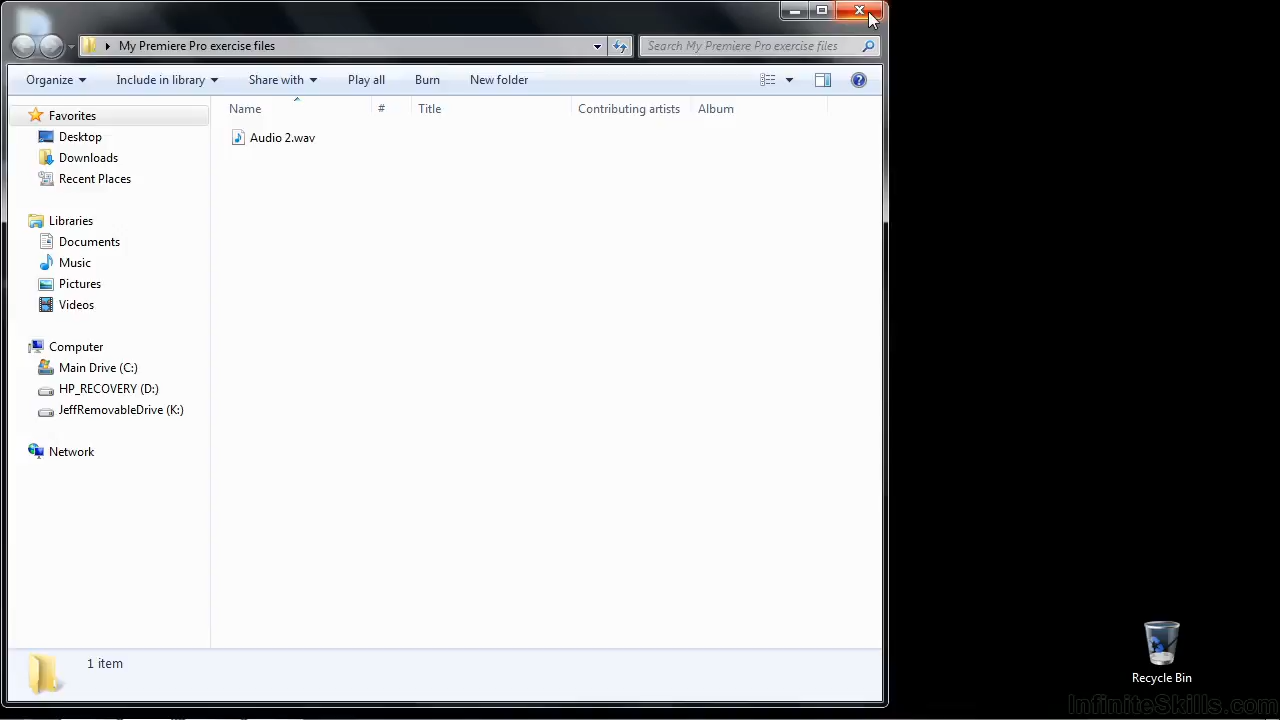 My Premiere Pro exercise files
Search My Premiere Pro exercise files
Organize
Include in library
Share with
Play all
Burn
New folder
Favorites
Desktop
Downloads
Recent Places
Libraries
Documents
Music
Pictures
Videos
Computer
Main Drive (C:)
HP_RECOVERY (D:)
JeffRemovableDrive (K:)
Network
Name # Title Contributing artists Album
Audio 2.wav
1 item
Recycle Bin
InfiniteSkills.com